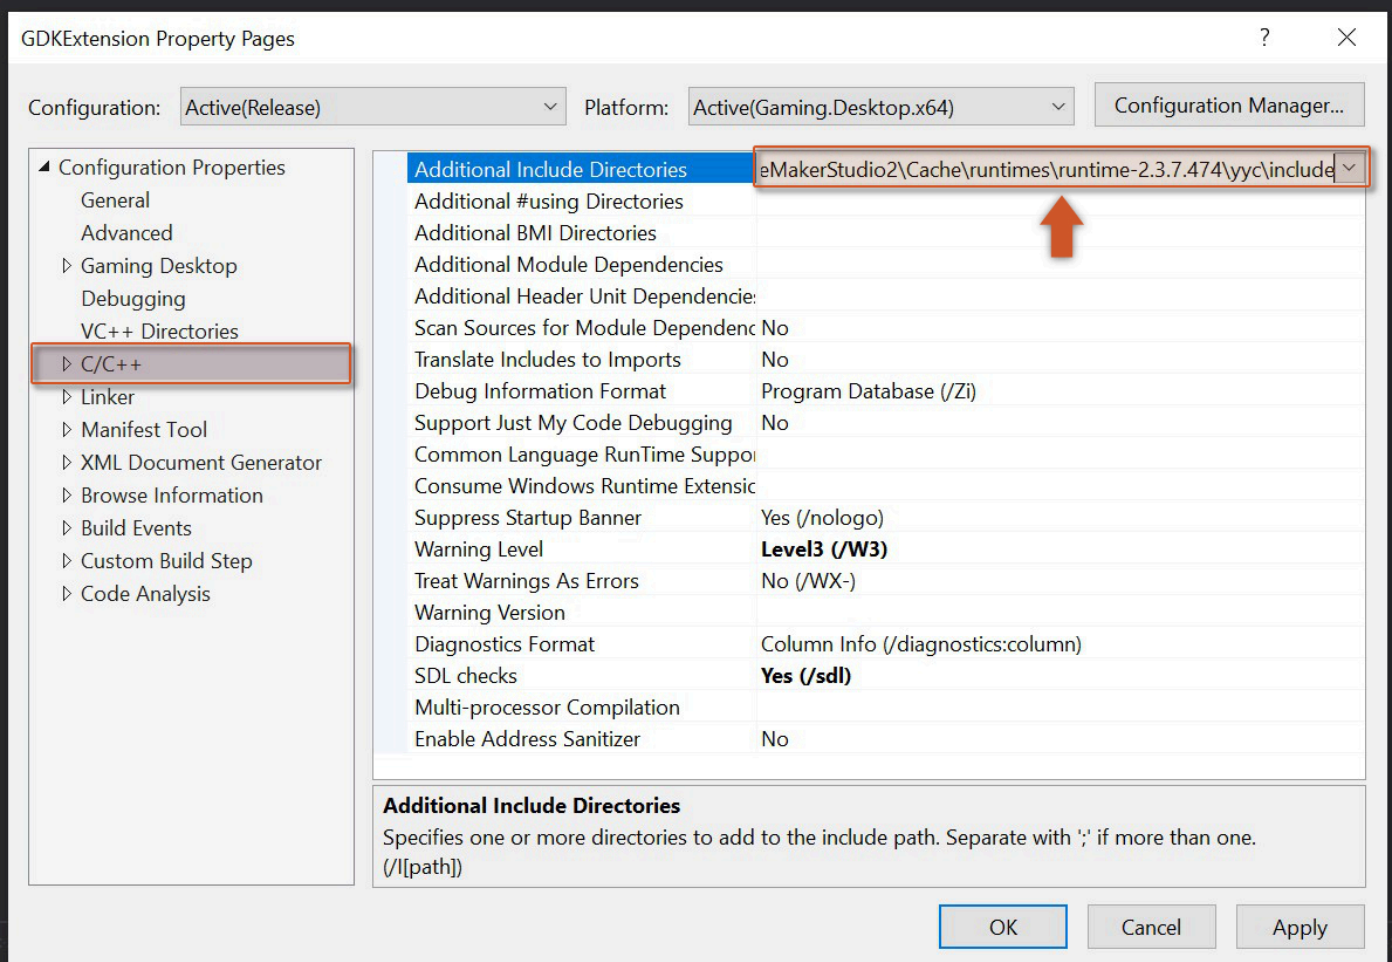 GDKExtension Property Pages
?
Configuration: Active(Release) Platform: Active(Gaming.Desktop.x64) Configuration Manager...
Configuration Properties
General
Advanced
Gaming Desktop
Debugging
VC++ Directories
C/C++
Linker
Manifest Tool
XML Document Generator
Browse Information
Build Events
Custom Build Step
Code Analysis
Additional Include Directories eMakerStudio2\Cache\runtimes\runtime-2.3.7.474\yyc\include
Additional #using Directories
Additional BMI Directories
Additional Module Dependencies
Additional Header Unit Dependencie
Scan Sources for Module Dependenc No
Translate Includes to Imports No
Debug Information Format Program Database (/Zi)
Support Just My Code Debugging No
Common Language RunTime Suppo
Consume Windows Runtime Extensic
Suppress Startup Banner Yes (/nologo)
Warning Level Level3 (/W3)
Treat Warnings As Errors No (/WX-)
Warning Version
Diagnostics Format Column Info (/diagnostics:column)
SDL checks Yes (/sdl)
Multi-processor Compilation
Enable Address Sanitizer No
Additional Include Directories
Specifies one or more directories to add to the include path. Separate with ';' if more than one.
(/I[path])
OK Cancel Apply